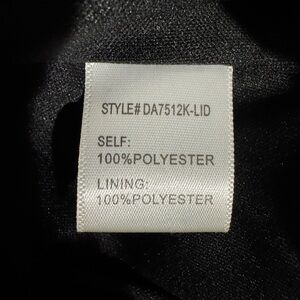 STYLE# DA7512K-LID
SELF:
100%POLYESTER
LINING:
100%POLYESTER